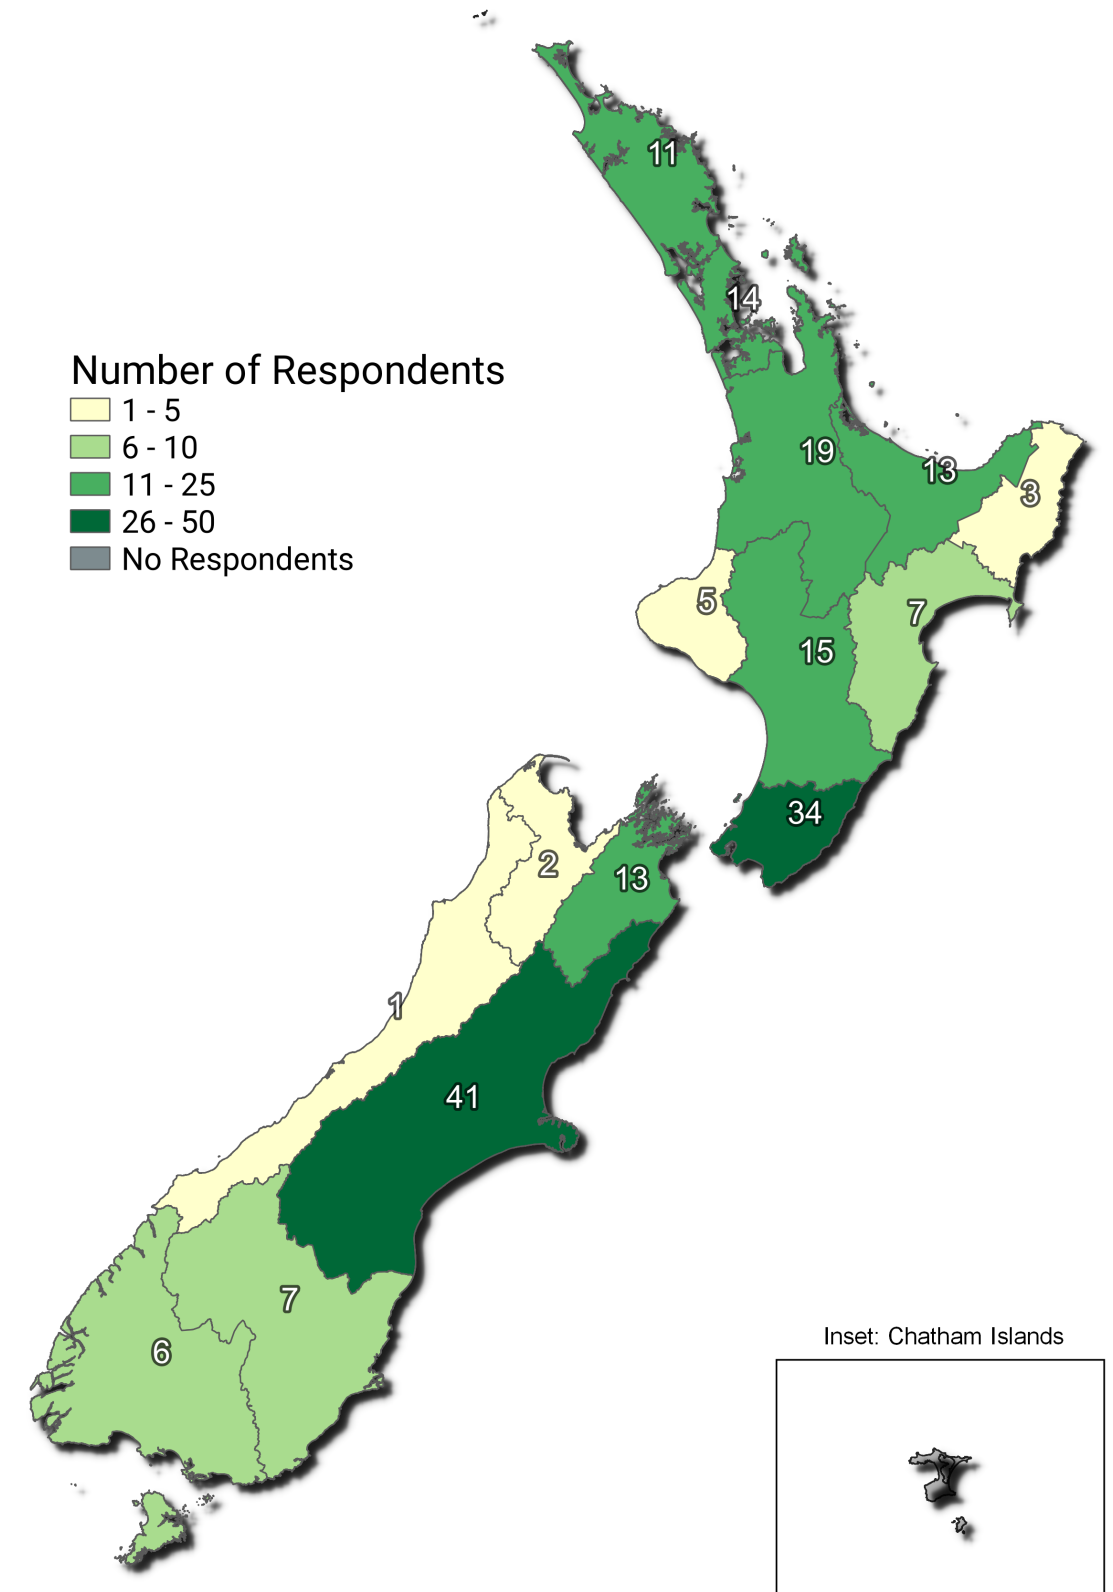 11
14
Number of Respondents
1 - 5
6 - 10
11 - 25
26 - 50
No Respondents
19
13
3
5
7
15
34
2
13
1
41
7
6
Inset: Chatham Islands